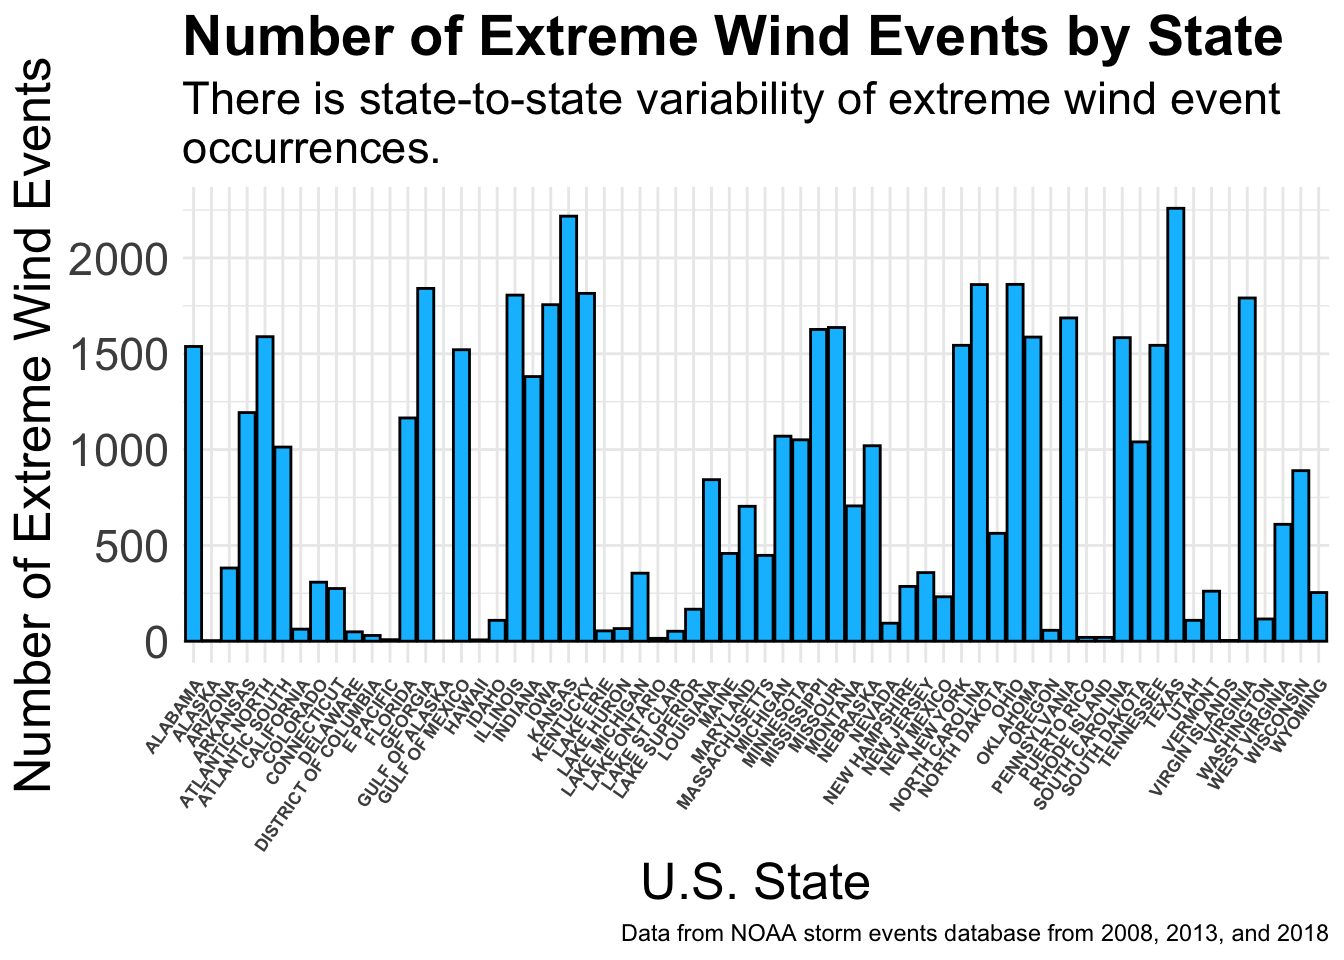 Number of Extreme Wind Events by State
There is state-to-state variability of extreme wind event
occurrences.
Number of Extreme Wind Events
2000
1500
1000
500
0
ALABAMA
ALASKA
ARIZONA
ARKANSAS
ATLANTIC NORTH
ATLANTIC SOUTH
CALIFORNIA
COLORADO
CONNECTICUT
DELAWARE
DISTRICT OF COLUMBIA
E PACIFIC
FLORIDA
GEORGIA
GULF OF ALASKA
GULF OF MEXICO
HAWAII
IDAHO
ILLINOIS
INDIANA
IOWA
KANSAS
KENTUCKY
LAKE ERIE
LAKE HURON
LAKE MICHIGAN
LAKE ONTARIO
LAKE ST CLAIR
LAKE SUPERIOR
LOUISIANA
MAINE
MARYLAND
MASSACHUSETTS
MICHIGAN
MINNESOTA
MISSISSIPPI
MISSOURI
MONTANA
NEBRASKA
NEVADA
NEW HAMPSHIRE
NEW JERSEY
NEW MEXICO
NEW YORK
NORTH CAROLINA
NORTH DAKOTA
OHIO
OKLAHOMA
OREGON
PENNSYLVANIA
PUERTO RICO
RHODE ISLAND
SOUTH CAROLINA
SOUTH DAKOTA
TENNESSEE
TEXAS
UTAH
VERMONT
VIRGIN ISLANDS
VIRGINIA
WASHINGTON
WEST VIRGINIA
WISCONSIN
WYOMING
U.S. State
Data from NOAA storm events database from 2008, 2013, and 2018